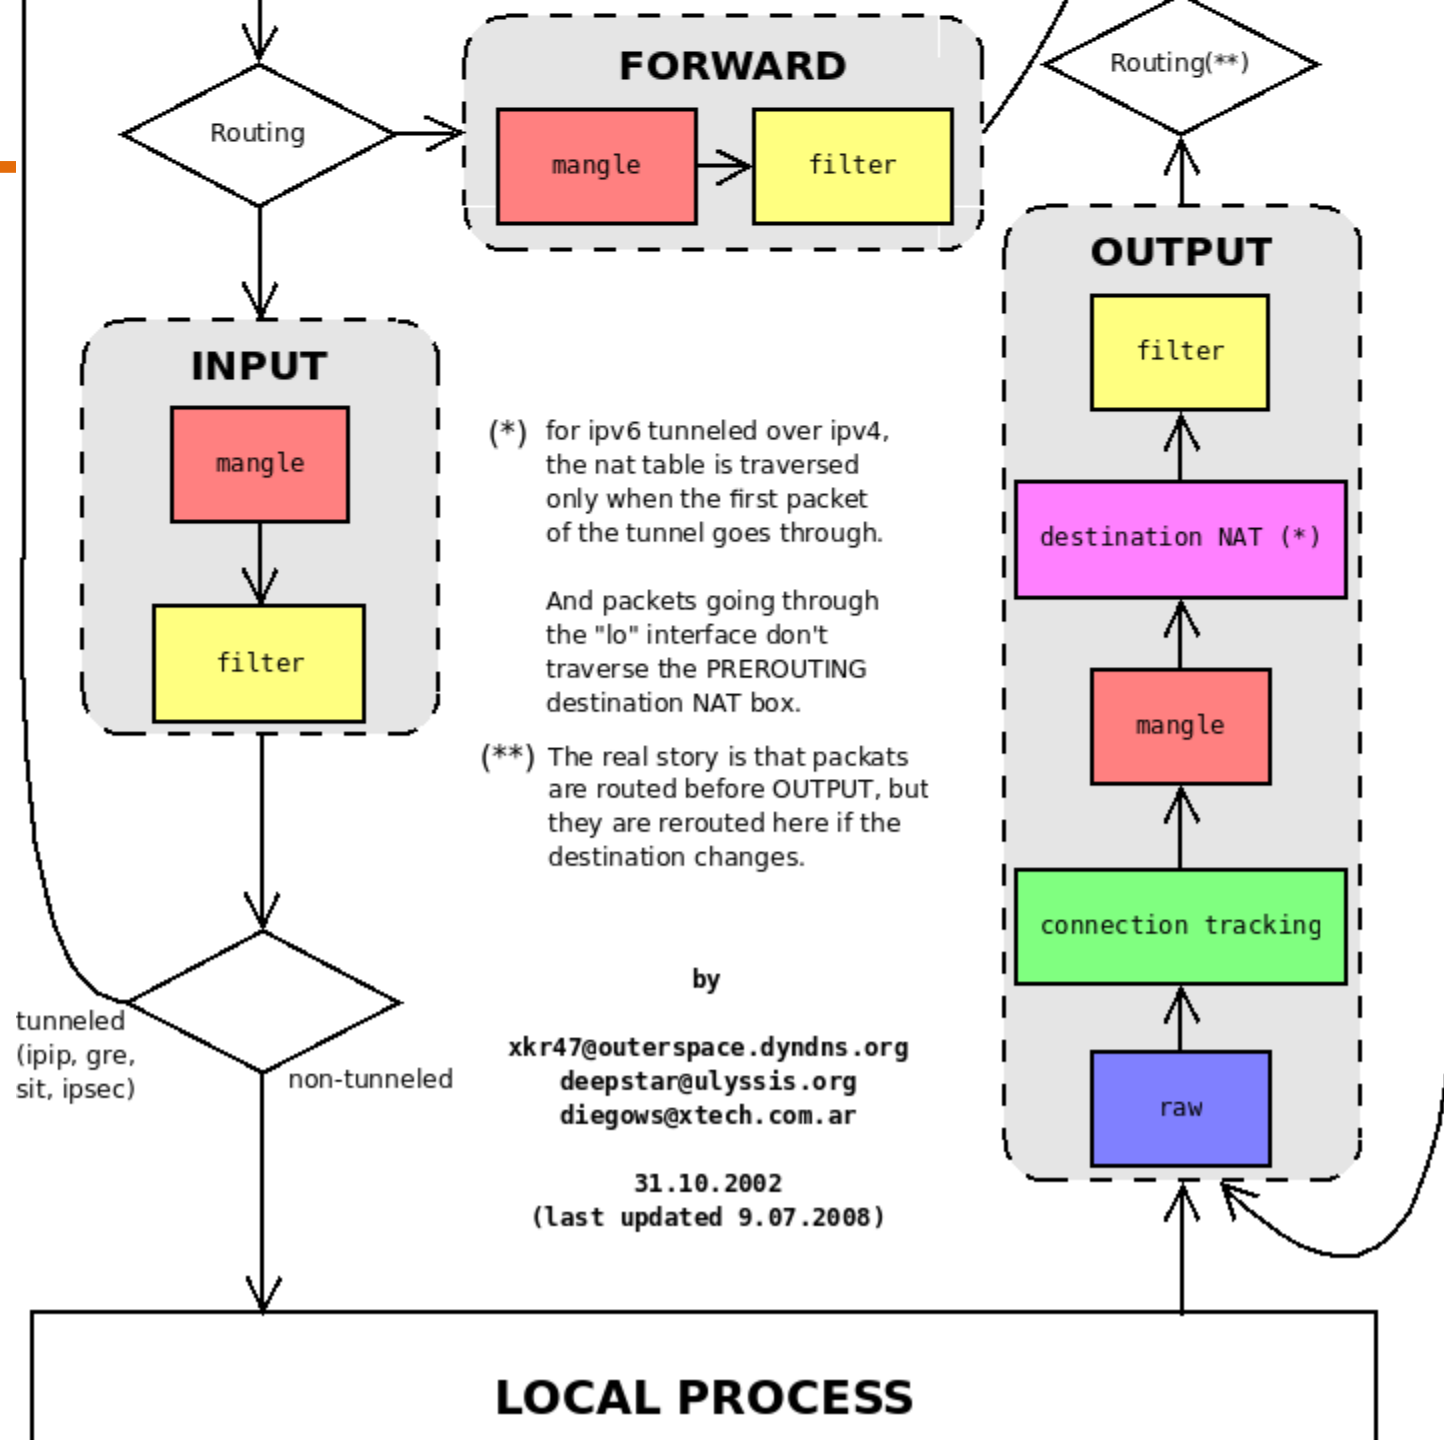 FORWARD
mangle
filter
Routing(**)
Routing
OUTPUT
filter
INPUT
mangle
filter
(*) for ipv6 tunneled over ipv4,
the nat table is traversed
only when the first packet
of the tunnel goes through.
And packets going through
the "lo" interface don't
traverse the PREROUTING
destination NAT box.
(**) The real story is that packats
are routed before OUTPUT, but
they are rerouted here if the
destination changes.
destination NAT (*)
mangle
connection tracking
raw
tunneled
(ipip, gre,
sit, ipsec)
non-tunneled
by
xkr47@outerspace.dyndns.org
deepstar@ulyssis.org
diegows@xtech.com.ar
31.10.2002
(last updated 9.07.2008)
LOCAL PROCESS